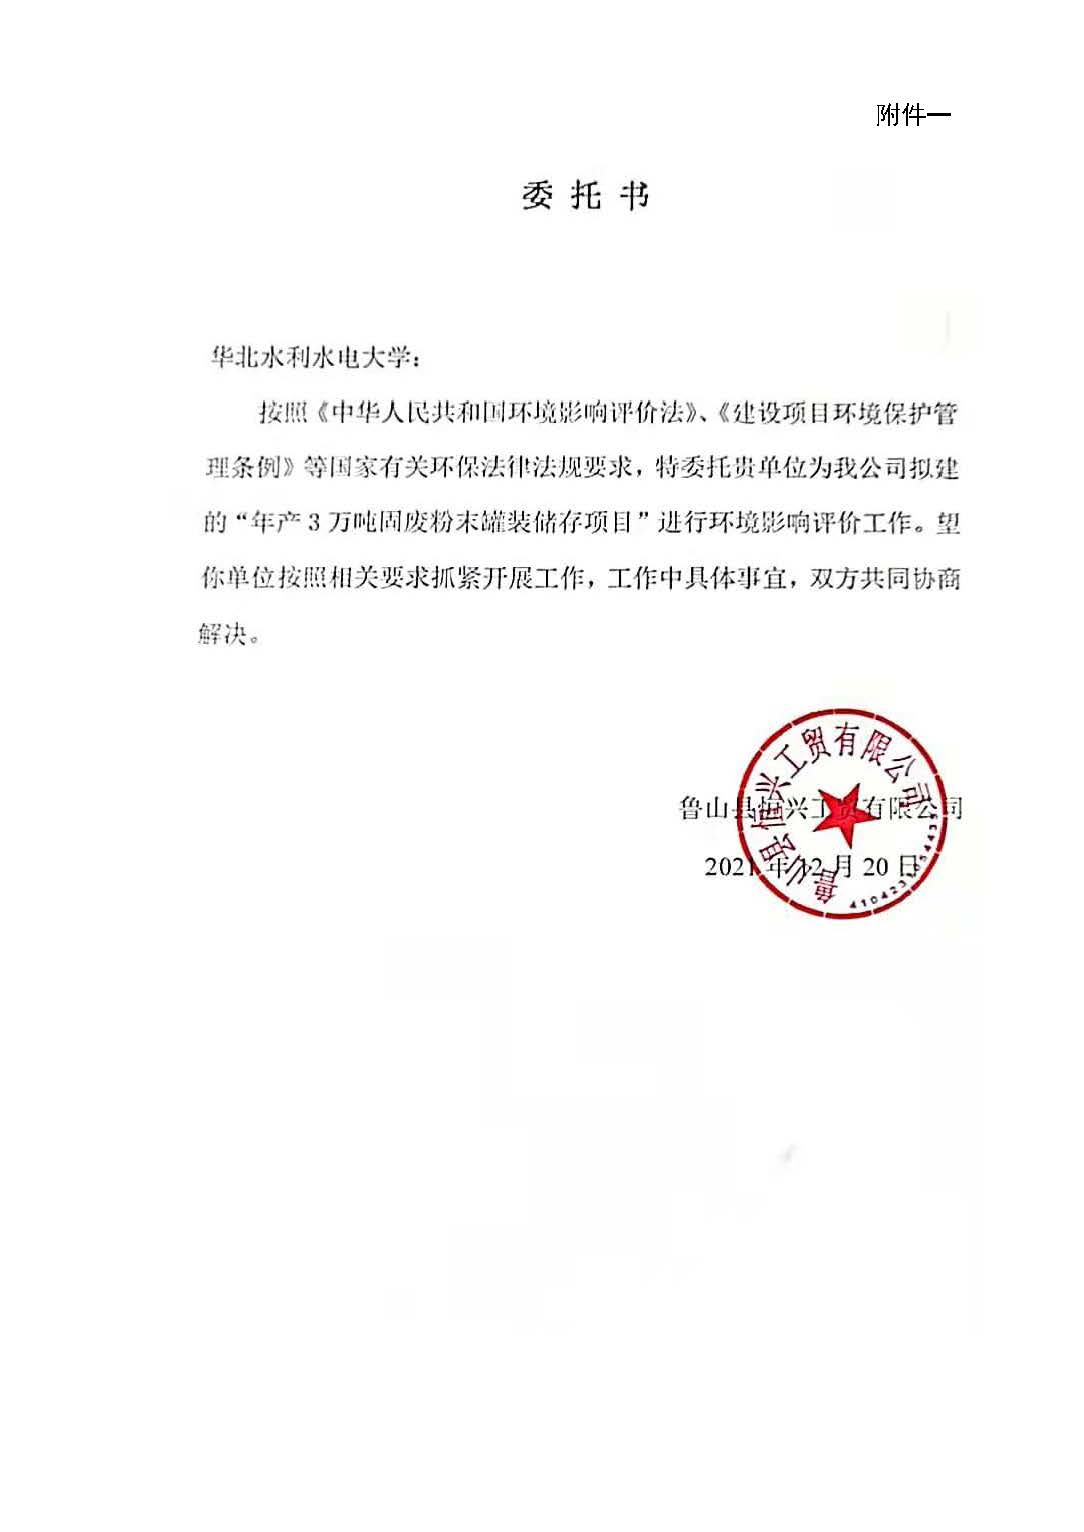 附件一
委托书
华北水利水电大学:
按照《中华人民共和国环境影响评价法》、《建设项目环境保护管
理条例》等国家有关环保法律法规要求，特委托贵单位为我公司拟建
的“年产3万吨固废粉末罐装储存项目”进行环境影响评价工作。望
你单位按照相关要求抓紧开展工作，工作中具体事宜，双方共同协商
解决。
鲁山县恒兴工贸有限公司
2021年12月20日
鲁山县恒兴工贸有限公司